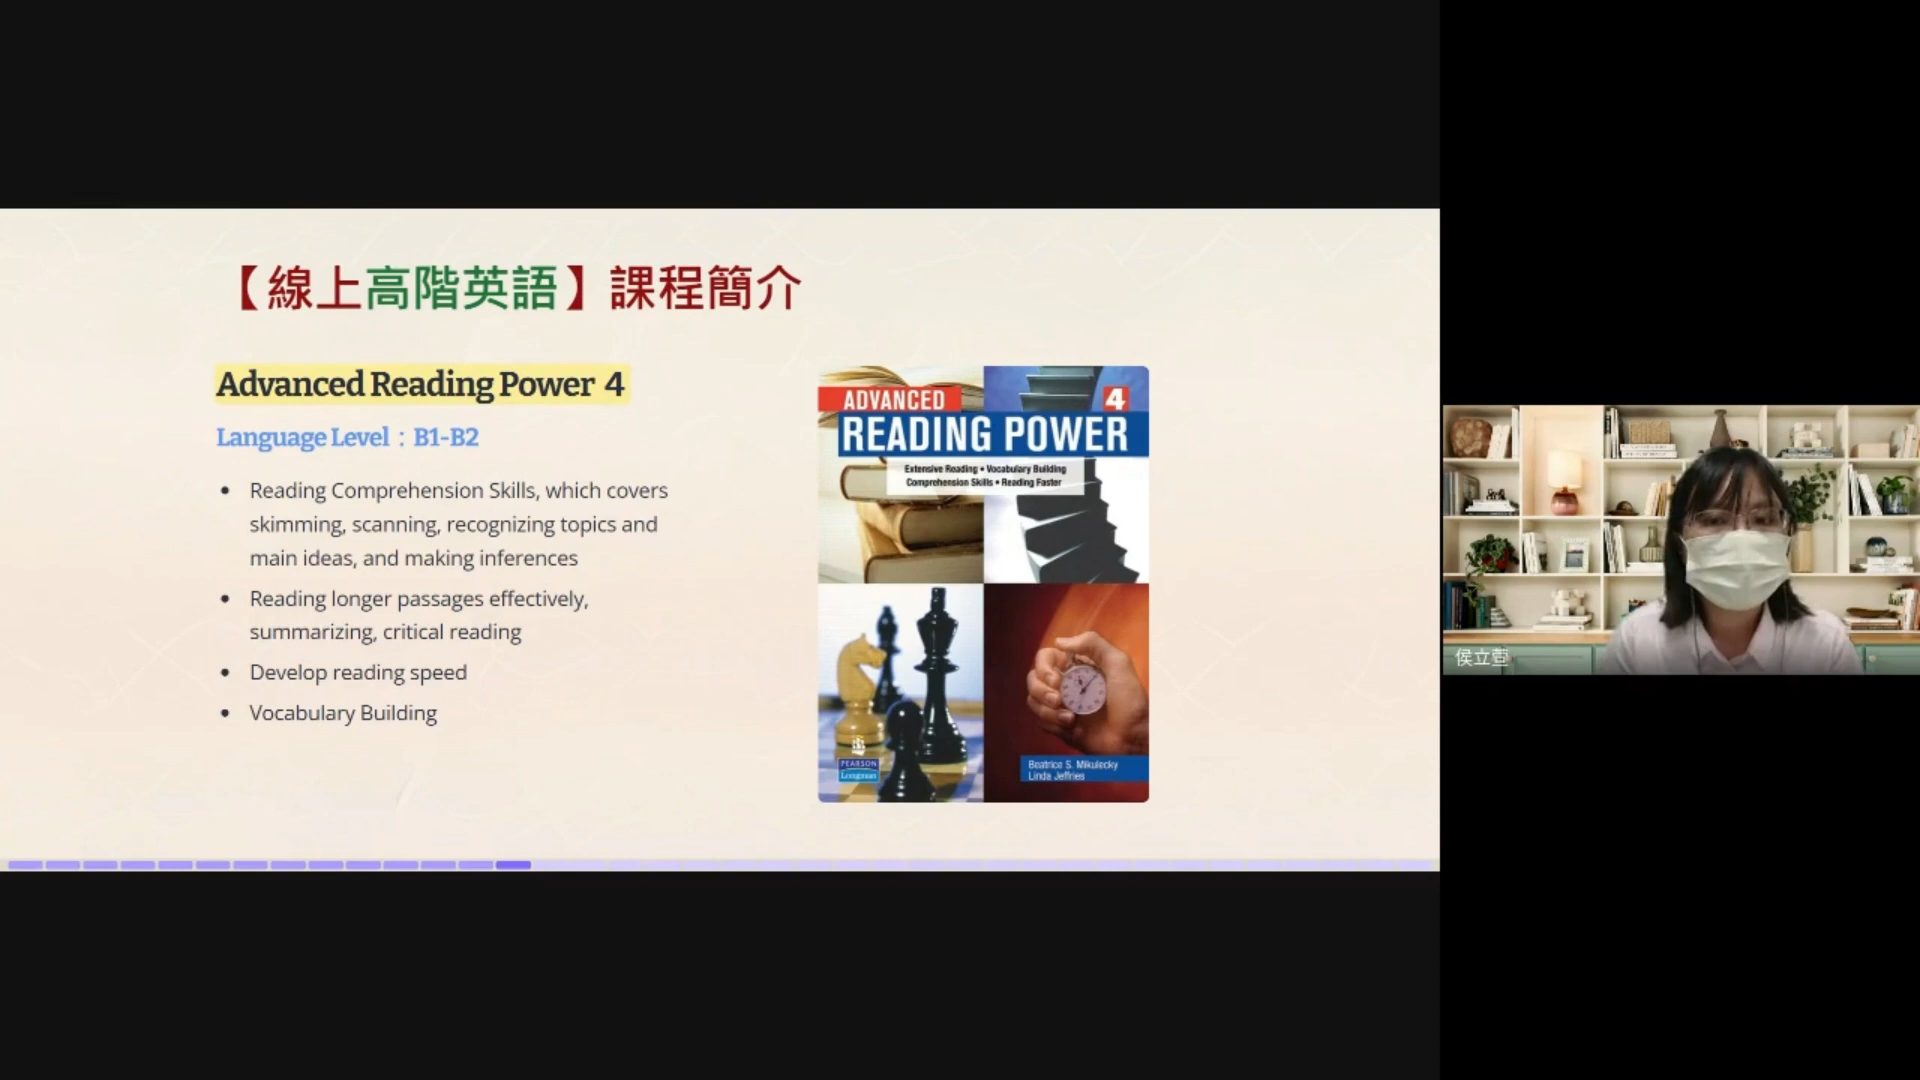 【線上高階英語】課程簡介
Advanced Reading Power 4
Language Level：B1-B2
• Reading Comprehension Skills, which covers
skimming, scanning, recognizing topics and
main ideas, and making inferences
• Reading longer passages effectively,
summarizing, critical reading
• Develop reading speed
• Vocabulary Building
ADVANCED 4
READING POWER
Extensive Reading • Vocabulary Building
Comprehension Skills • Reading Faster
PEARSON
Longman
Beatrice S. Mikulecky
Linda Jeffries
侯立壼